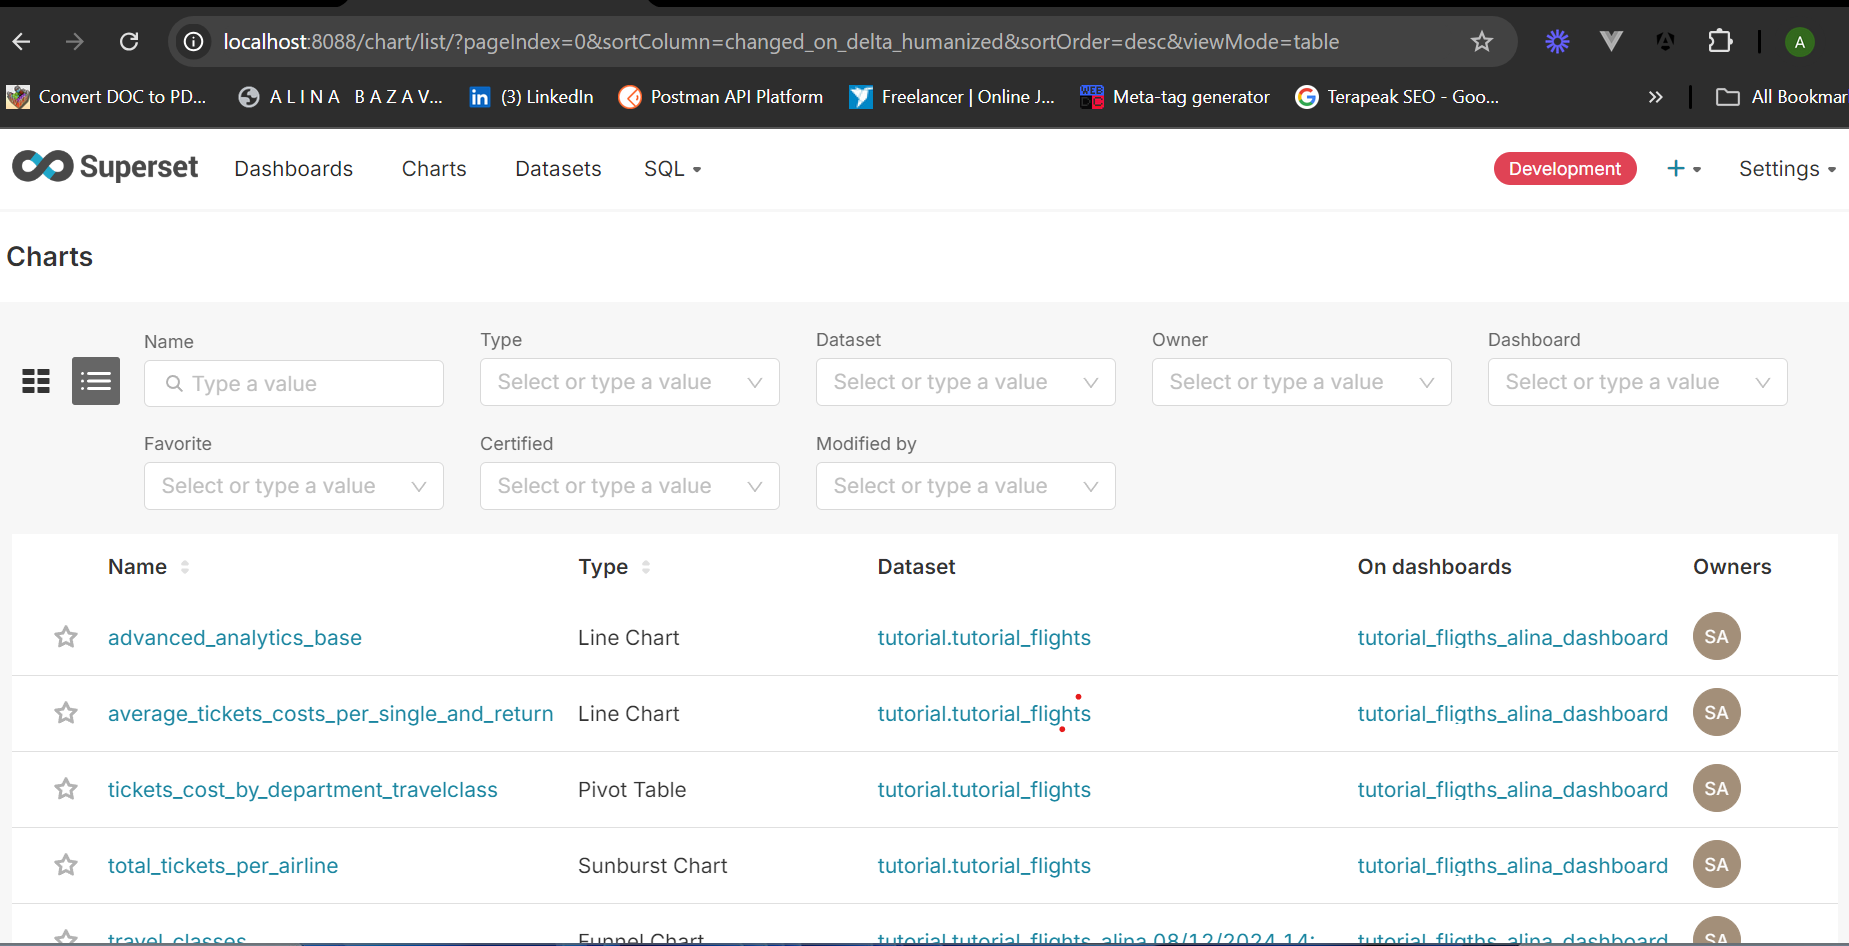 localhost:8088/chart/list/?pageIndex=0&sortColumn=changed_on_delta_humanized&sortOrder=desc&viewMode=table
A
Convert DOC to PD... A L I N A B A Z A V... (3) LinkedIn Postman API Platform Freelancer | Online J... Meta-tag generator Terapeak SEO - Goo... All Bookmar
Superset Dashboards Charts Datasets SQL Development + Settings
Charts
Name Type Dataset Owner Dashboard
Type a value Select or type a value Select or type a value Select or type a value Select or type a value
Favorite Certified Modified by
Select or type a value Select or type a value Select or type a value
Name Type Dataset On dashboards Owners
advanced_analytics_base Line Chart tutorial.tutorial_flights tutorial_fligths_alina_dashboard SA
average_tickets_costs_per_single_and_return Line Chart tutorial.tutorial_flights tutorial_fligths_alina_dashboard SA
tickets_cost_by_department_travelclass Pivot Table tutorial.tutorial_flights tutorial_fligths_alina_dashboard SA
total_tickets_per_airline Sunburst Chart tutorial.tutorial_flights tutorial_fligths_alina_dashboard SA
travel_classes Funnel Chart tutorial.tutorial_flights_alina 08/12/2024 14: tutorial_fligths_alina_dashboard SA